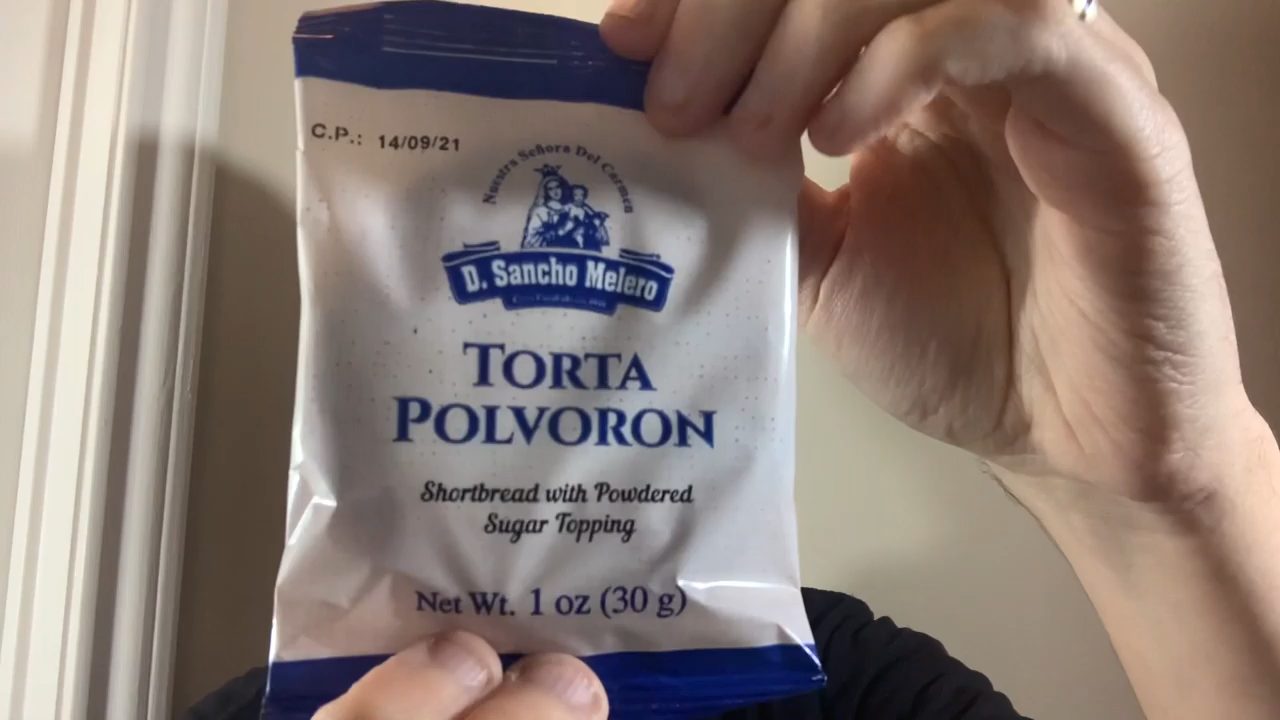 C.P.: 14/09/21
Nuestra Señora Del Carmen
D. Sancho Melero
TORTA
POLVORON
Shortbread with Powdered
Sugar Topping
Net Wt. 1 oz (30 g)